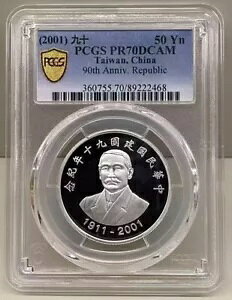 (2001) 九十
50 Yn
PCGS PR70DCAM
Taiwan, China
90th Anniv. Republic
PCGS
360755.70/89222468
中華民國建國九十年紀念
1911-2001